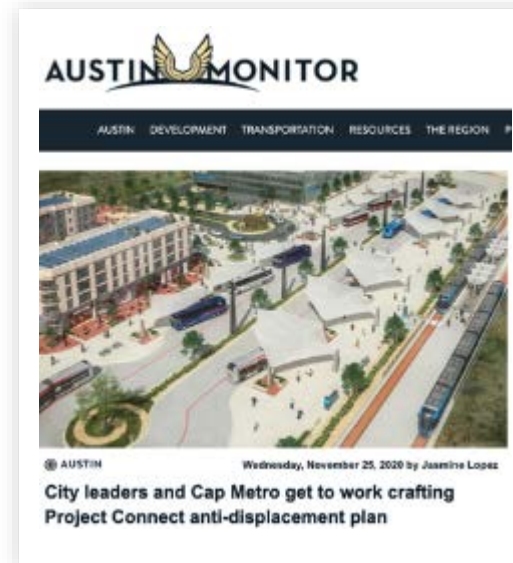 AUSTIN MONITOR
AUSTIN DEVELOPMENT TRANSPORTATION RESOURCES THE REGION P
AUSTIN Wednesday, November 25, 2020 by Jasmine Lopez
City leaders and Cap Metro get to work crafting
Project Connect anti-displacement plan